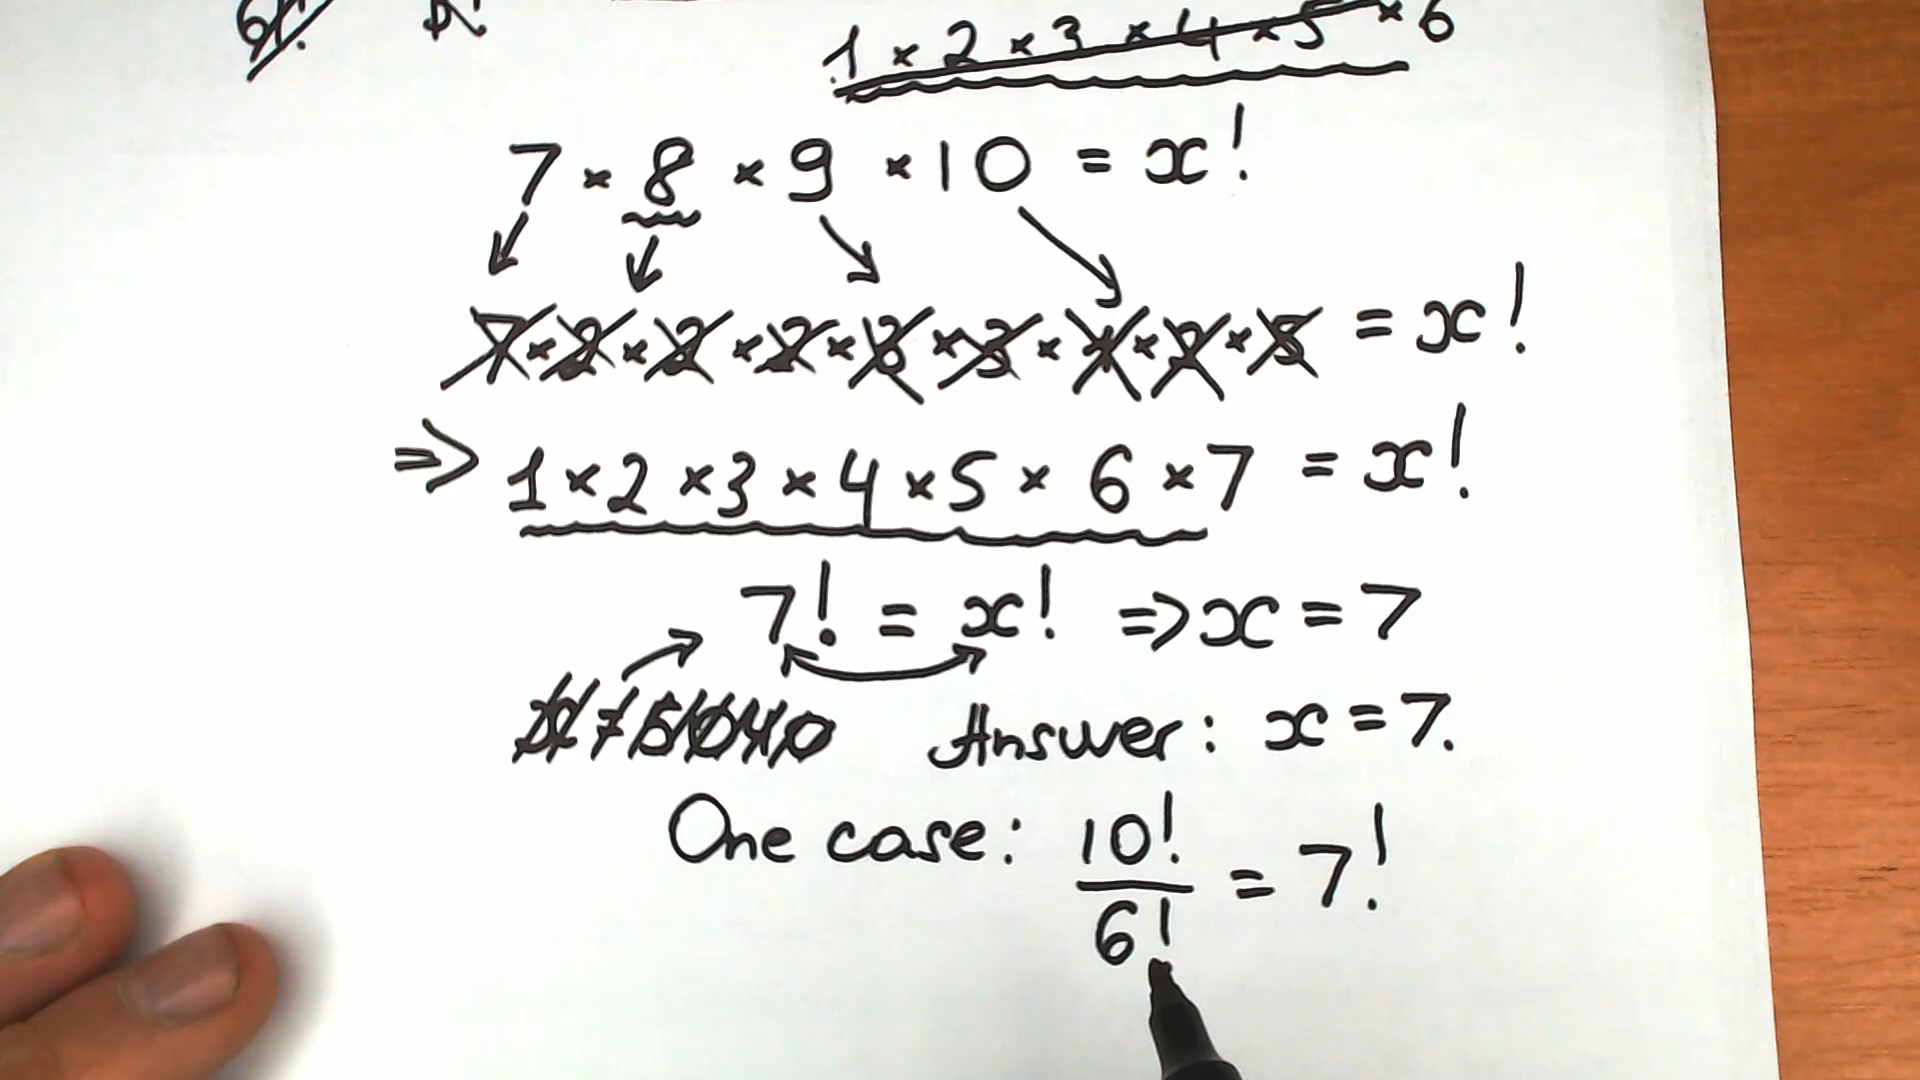 1 × 2 × 3 × 4 × 5 × 6
7 × 8 × 9 × 10 = x!
7 × 2 × 2 × 2 × 3 × 3 × 1 × 2 × 5 = x!
=> 1 × 2 × 3 × 4 × 5 × 6 × 7 = x!
7! = x! => x = 7
Answer: x = 7.
One case: 10!/6! = 7!